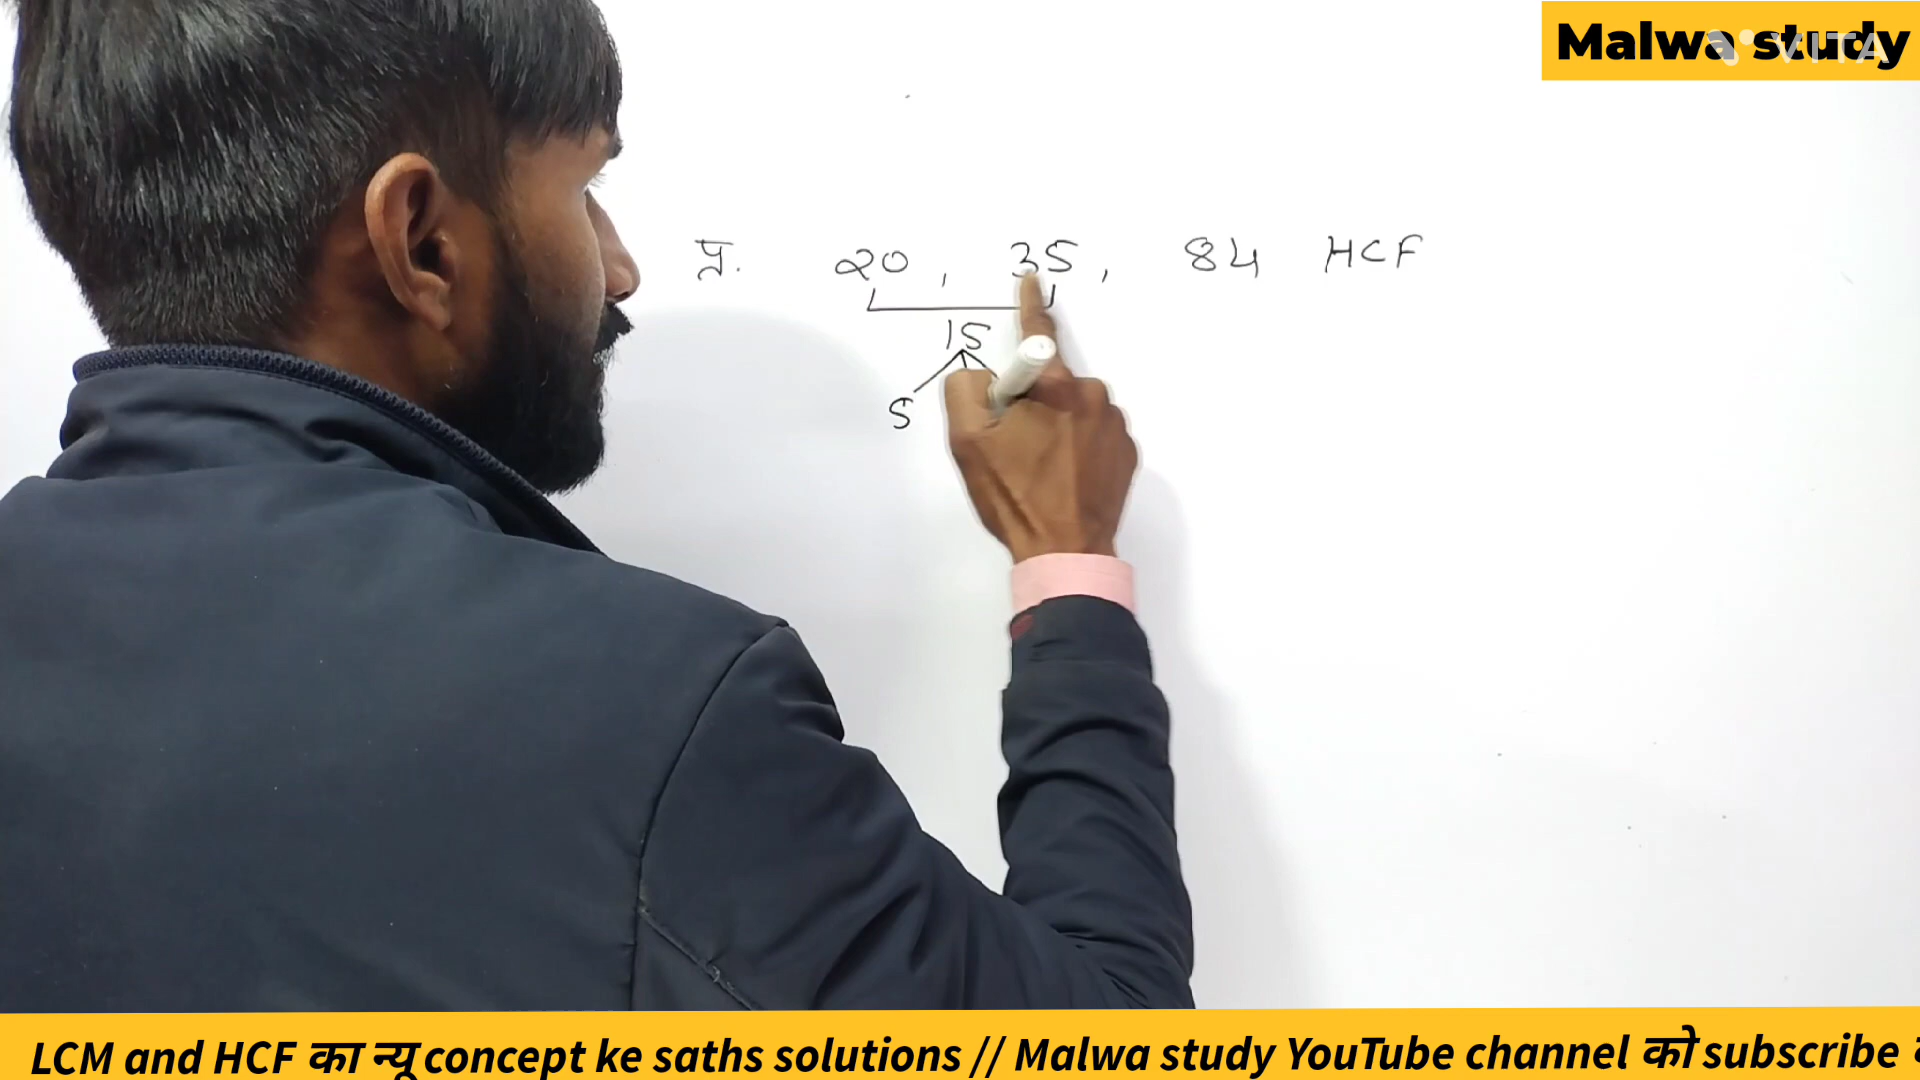 Malwa study
VITA
प्र. 20, 35, 84 HCF
15
5
LCM and HCF का न्यू concept ke saths solutions // Malwa study YouTube channel को subscribe